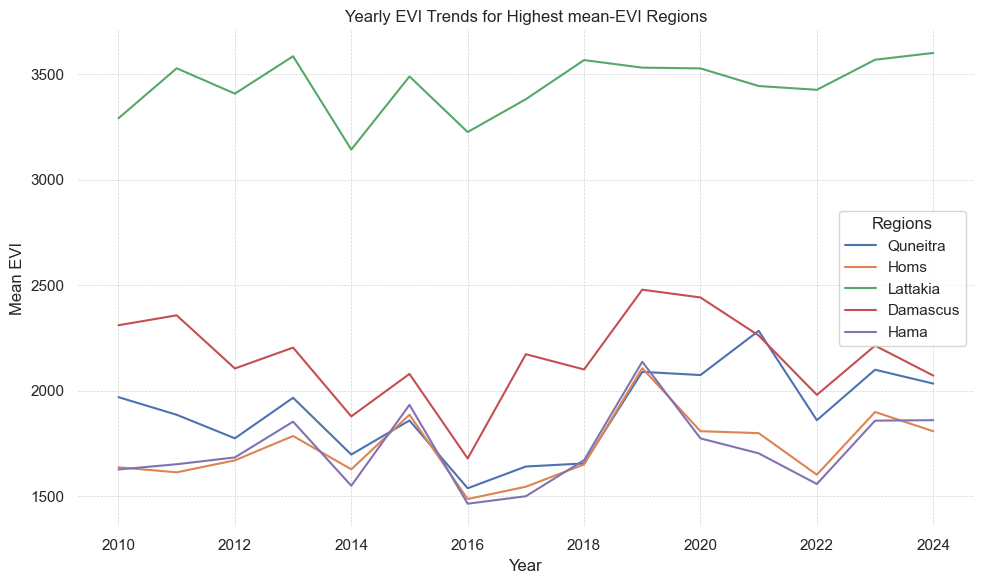 Yearly EVI Trends for Highest mean-EVI Regions
3500
3000
2500
2000
1500
Mean EVI
Regions
Quneitra
Homs
Lattakia
Damascus
Hama
2010 2012 2014 2016 2018 2020 2022 2024
Year